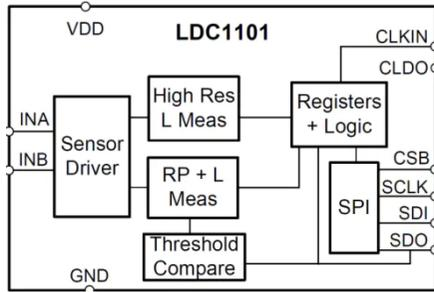 VDD
LDC1101
CLKIN
CLDO
High Res
L Meas
Registers
+ Logic
INA
INB
Sensor
Driver
RP + L
Meas
CSB
SCLK
SDI
SDO
SPI
Threshold
Compare
GND